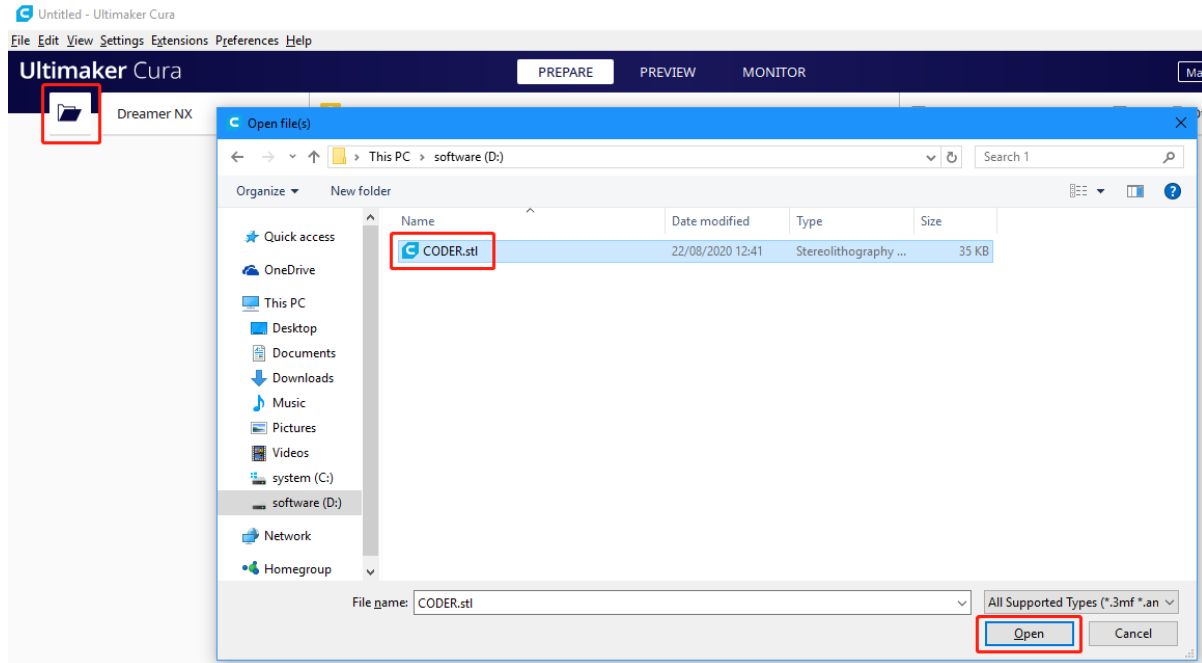 Untitled - Ultimaker Cura
File Edit View Settings Extensions Preferences Help
Ultimaker Cura PREPARE PREVIEW MONITOR Ma
Dreamer NX
Open file(s)
This PC > software (D:) Search 1
Organize New folder
Name Date modified Type Size
CODER.stl 22/08/2020 12:41 Stereolithography ... 35 KB
Quick access
OneDrive
This PC
Desktop
Documents
Downloads
Music
Pictures
Videos
system (C:)
software (D:)
Network
Homegroup
File name: CODER.stl All Supported Types (*.3mf *.an
Open Cancel